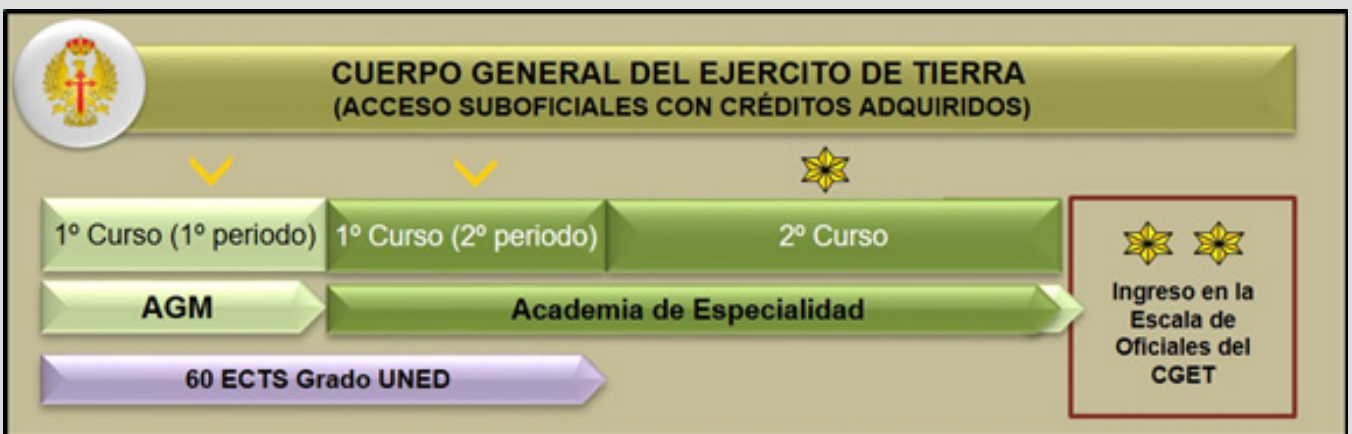 CUERPO GENERAL DEL EJERCITO DE TIERRA
(ACCESO SUBOFICIALES CON CRÉDITOS ADQUIRIDOS)
1º Curso (1º periodo)
1º Curso (2º periodo)
2º Curso
AGM
Academia de Especialidad
60 ECTS Grado UNED
Ingreso en la
Escala de
Oficiales del
CGET